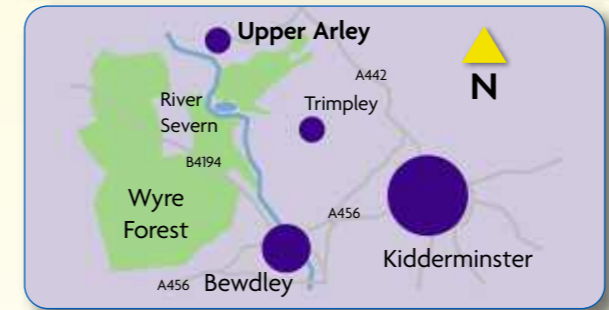 Upper Arley
A442
N
River
Severn
Trimpley
B4194
Wyre
Forest
A456
Kidderminster
A456
Bewdley